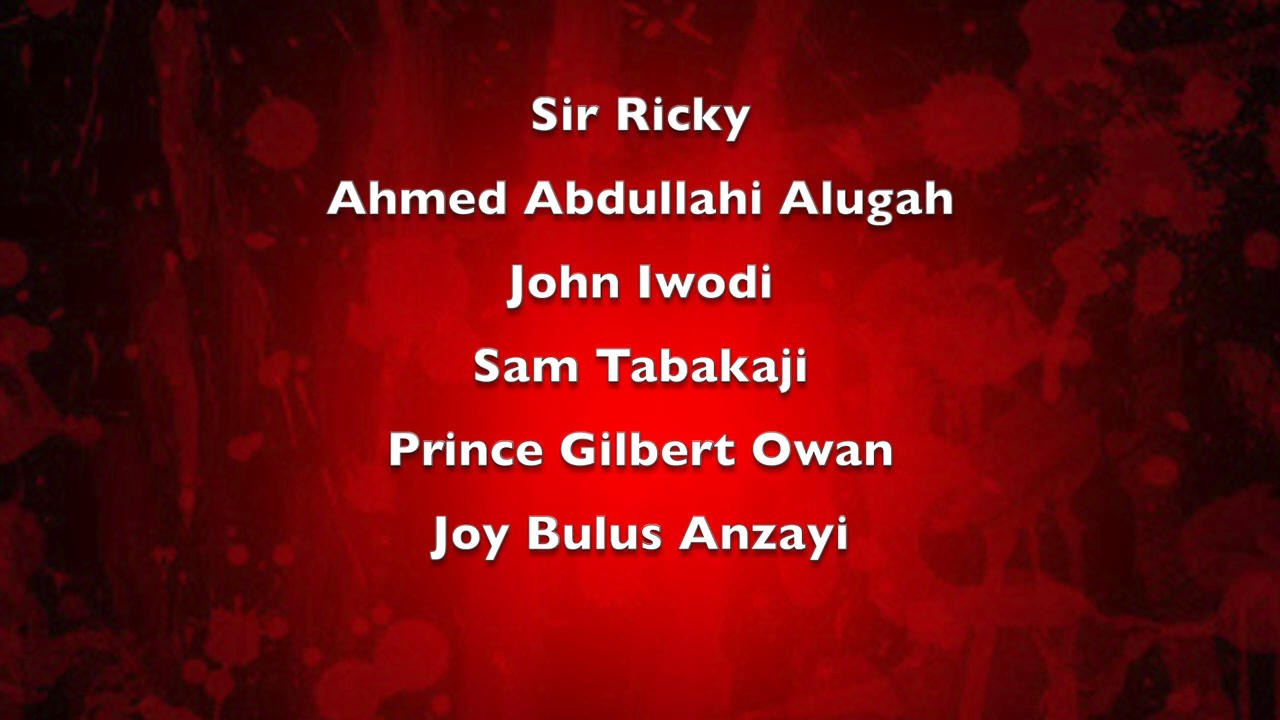 Sir Ricky
Ahmed Abdullahi Alugah
John Iwodi
Sam Tabakaji
Prince Gilbert Owan
Joy Bulus Anzayi